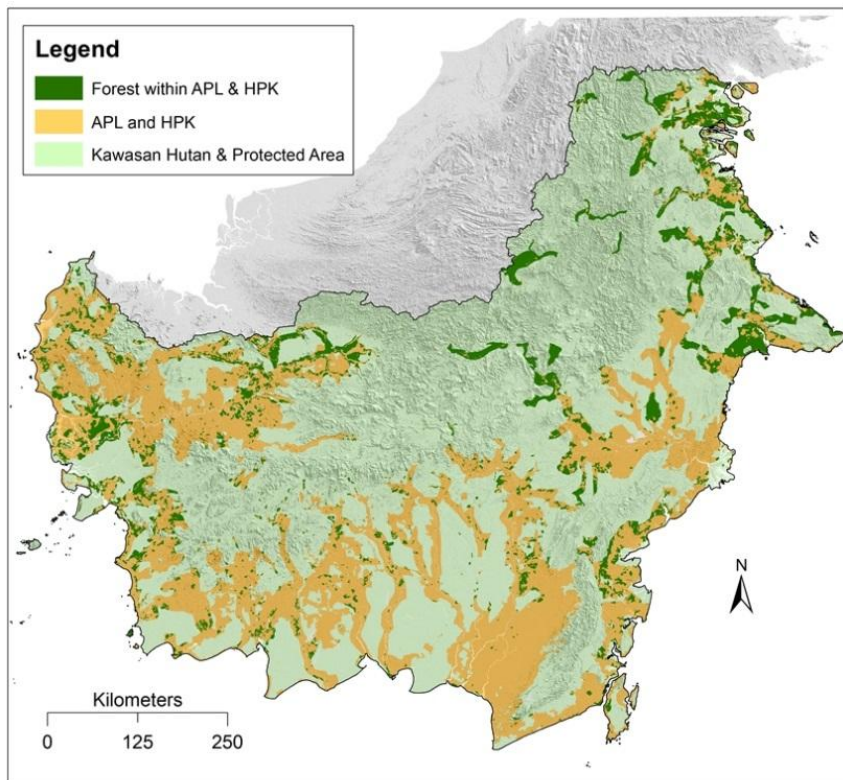 Legend
Forest within APL & HPK
APL and HPK
Kawasan Hutan & Protected Area
N
Kilometers
0 125 250